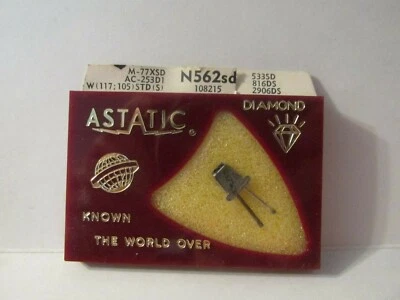 M-77XSD
AC-253D1
W(117;105)STD(S)
N562sd
108215
533SD
816DS
2906DS
ASTATIC ®
DIAMOND
KNOWN
THE WORLD OVER